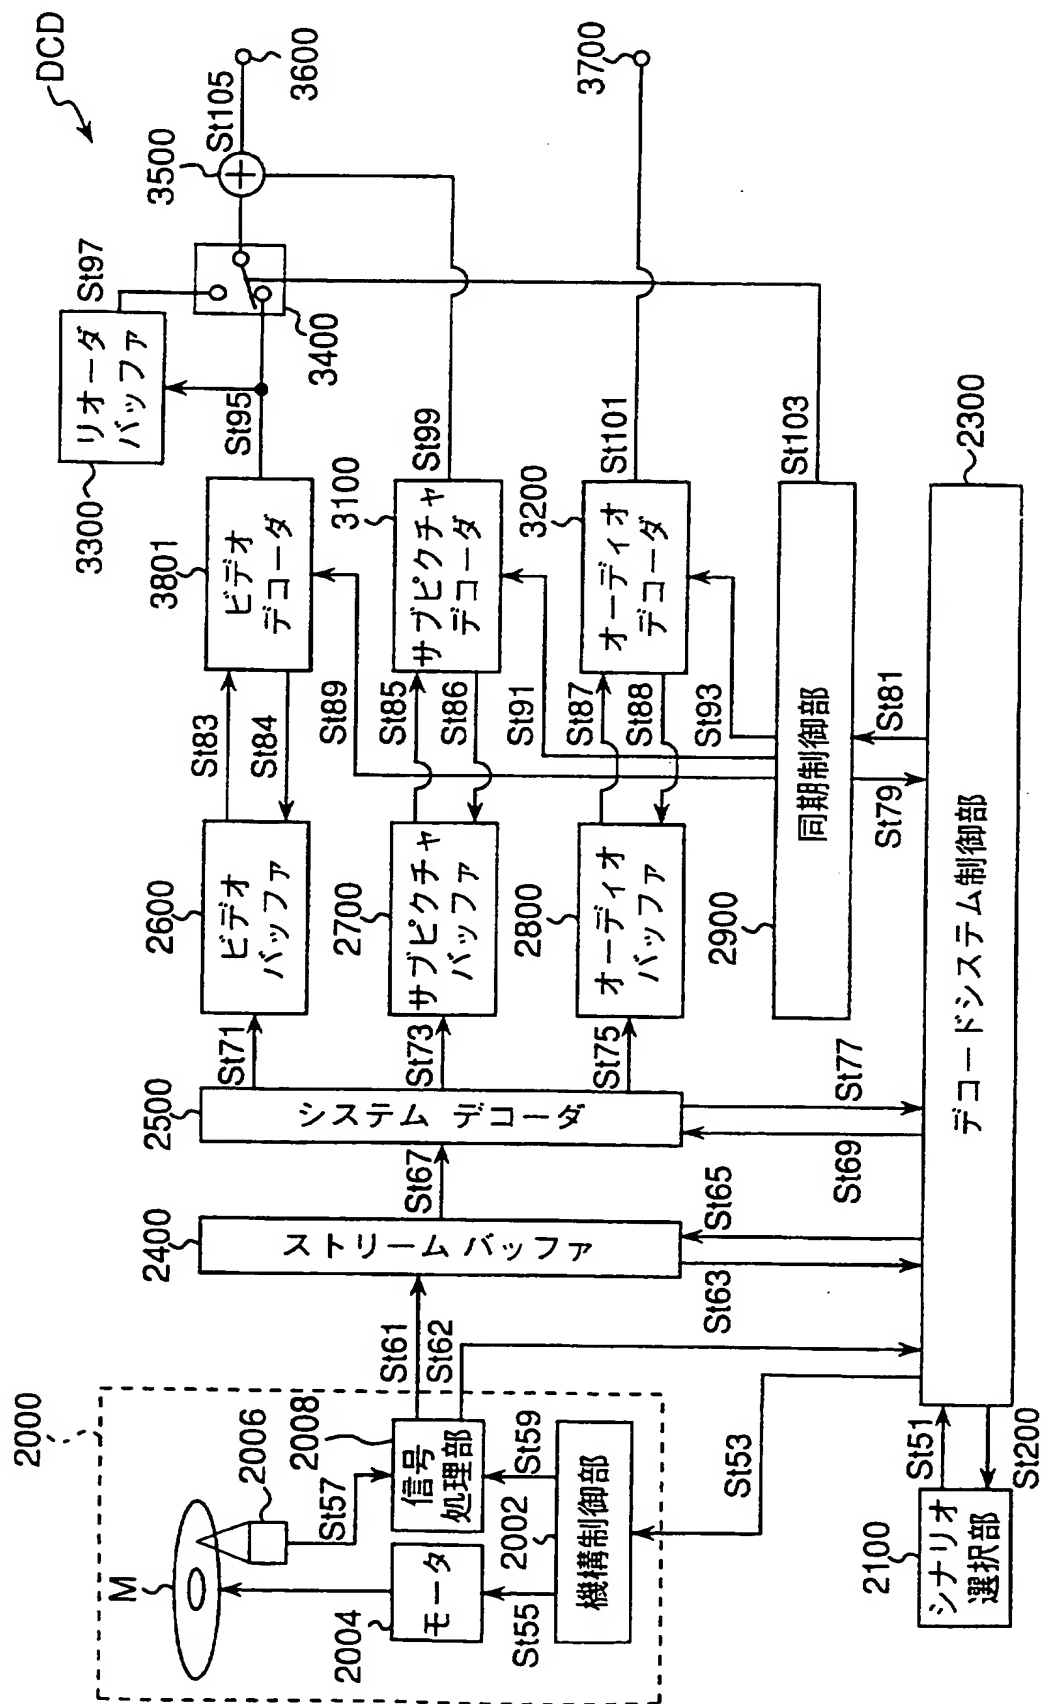 DCD
2000
M
2006
St57
2008
信号
処理部
2004
モータ
St55
2002
St59
機構制御部
St53
2100
シナリオ
選択部
St51
St200
St61
St62
2400
ストリーム バッファ
St63
St65
St67
2500
システム デコーダ
St69
St77
St71
St73
St75
2600
ビデオ
バッファ
2700
サブピクチャ
バッファ
2800
オーディオ
バッファ
St83
St84
St89
St85
St86
St91
St87
St88
St93
3801
ビデオ
デコーダ
3100
サブピクチャ
デコーダ
3200
オーディオ
デコーダ
2900
同期制御部
St79
St81
2300
デコードシステム制御部
3300
リオーダ
バッファ
St95
St97
St99
St101
St103
3400
3500
St105
3600
3700